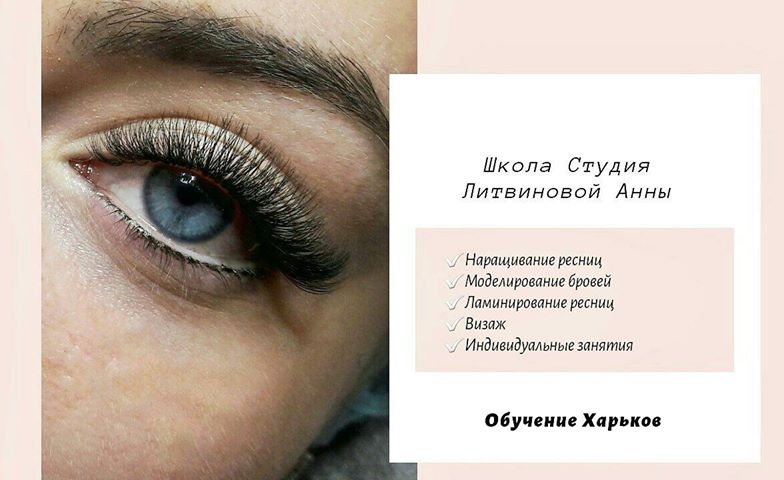 Школа Студия
Литвиновой Анны
Наращивание ресниц
Моделирование бровей
Ламинирование ресниц
Визаж
Индивидуальные занятия
Обучение Харьков